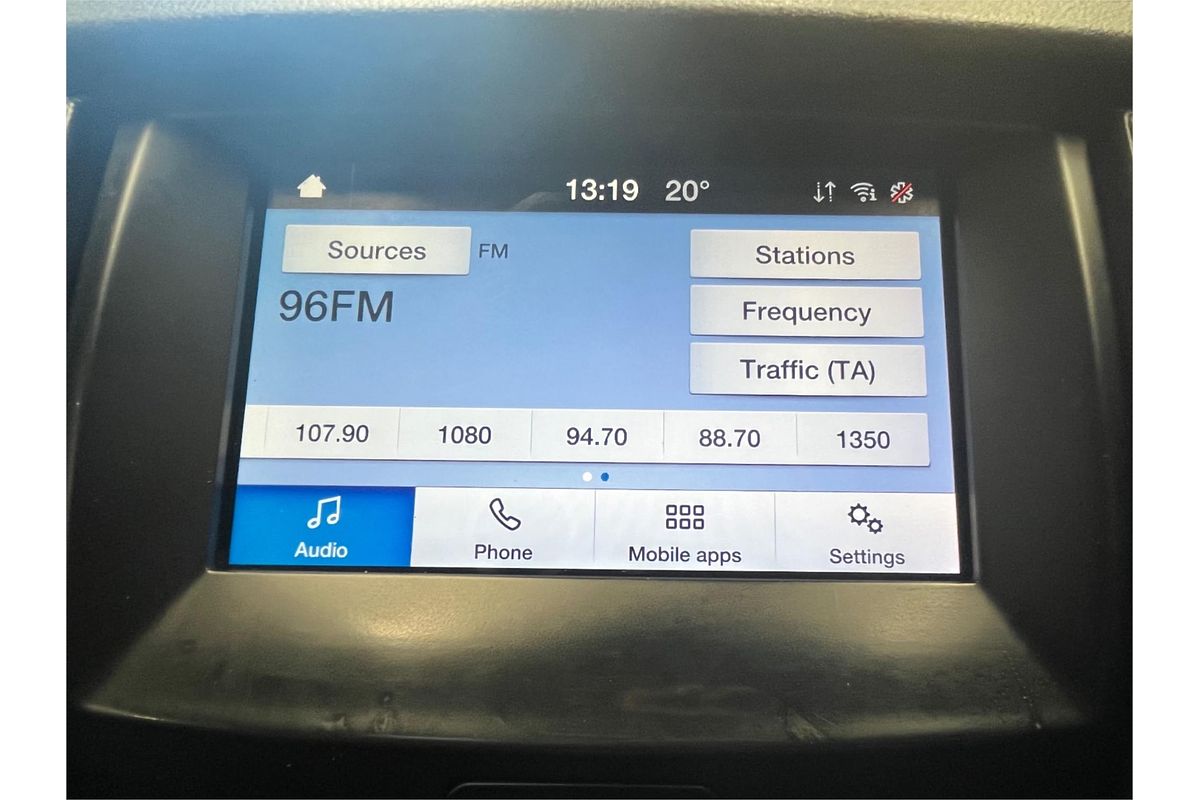 13:19 20°
Sources FM Stations
96FM Frequency
Traffic (TA)
107.90 1080 94.70 88.70 1350
Audio Phone Mobile apps Settings